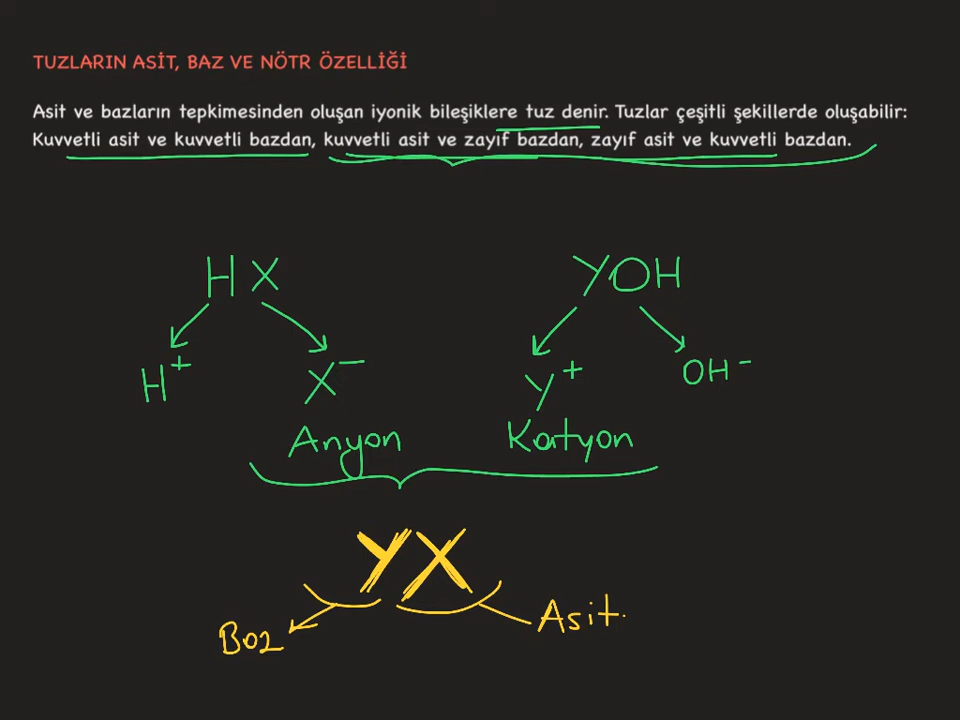 TUZLARIN ASİT, BAZ VE NÖTR ÖZELLİĞİ
Asit ve bazların tepkimesinden oluşan iyonik bileşiklere tuz denir. Tuzlar çeşitli şekillerde oluşabilir:
Kuvvetli asit ve kuvvetli bazdan, kuvvetli asit ve zayıf bazdan, zayıf asit ve kuvvetli bazdan.
HX YOH
H⁺ X⁻ Y⁺ OH⁻
Anyon Katyon
YX
Baz Asit